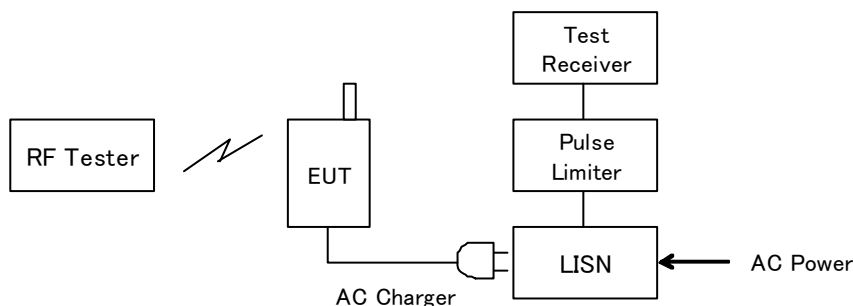 Test
Receiver
RF Tester
EUT
Pulse
Limiter
LISN
AC Power
AC Charger